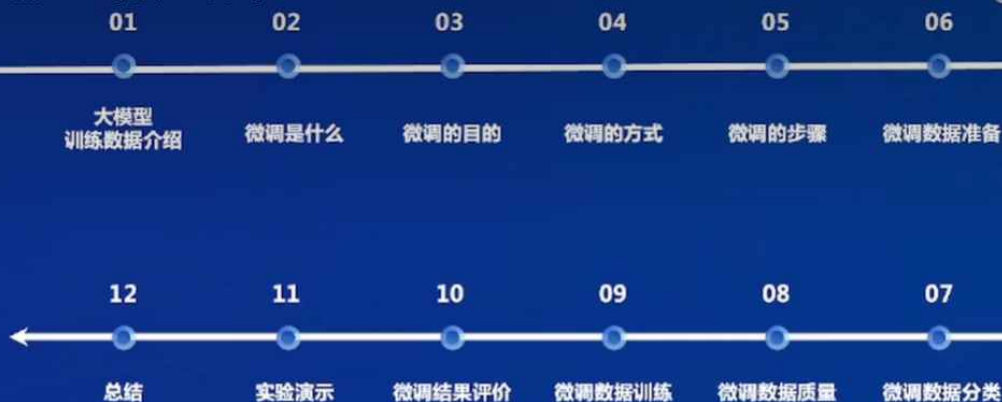 01 02 03 04 05 06
大模型
训练数据介绍 微调是什么 微调的目的 微调的方式 微调的步骤 微调数据准备
12 11 10 09 08 07
总结 实验演示 微调结果评价 微调数据训练 微调数据质量 微调数据分类